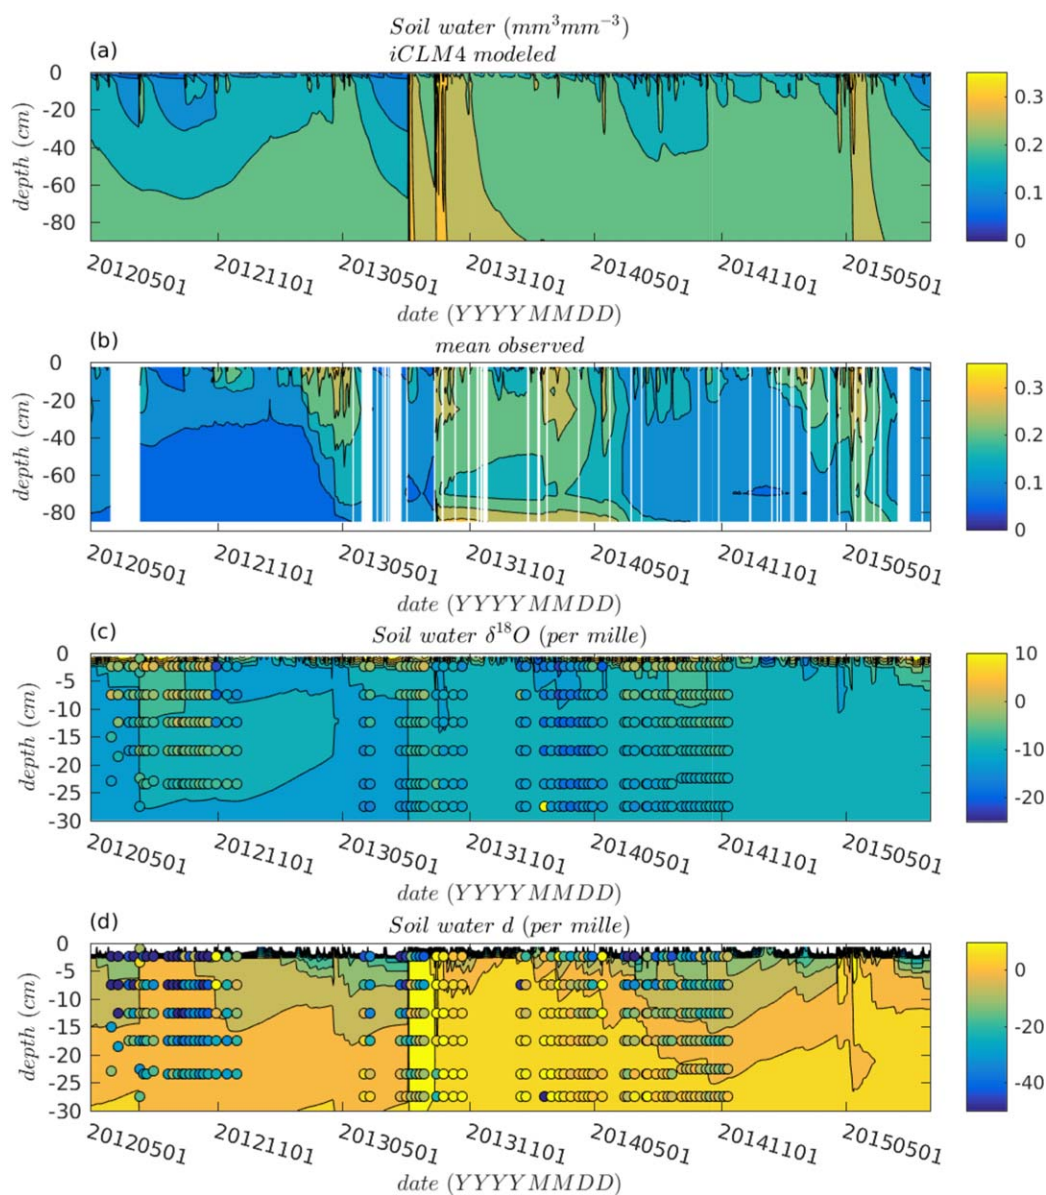 Soil water (mm³mm⁻³)
(a) iCLM4 modeled
0
-20
-40
-60
-80
depth (cm)
0.3
0.2
0.1
0
20120501 20121101 20130501 20131101 20140501 20141101 20150501
date (YYYYMMDD)
(b) mean observed
0
-20
-40
-60
-80
depth (cm)
0.3
0.2
0.1
0
20120501 20121101 20130501 20131101 20140501 20141101 20150501
date (YYYYMMDD)
(c) Soil water δ¹⁸O (per mille)
0
-5
-10
-15
-20
-25
-30
depth (cm)
10
0
-10
-20
20120501 20121101 20130501 20131101 20140501 20141101 20150501
date (YYYYMMDD)
(d) Soil water d (per mille)
0
-5
-10
-15
-20
-25
-30
depth (cm)
0
-20
-40
20120501 20121101 20130501 20131101 20140501 20141101 20150501
date (YYYYMMDD)